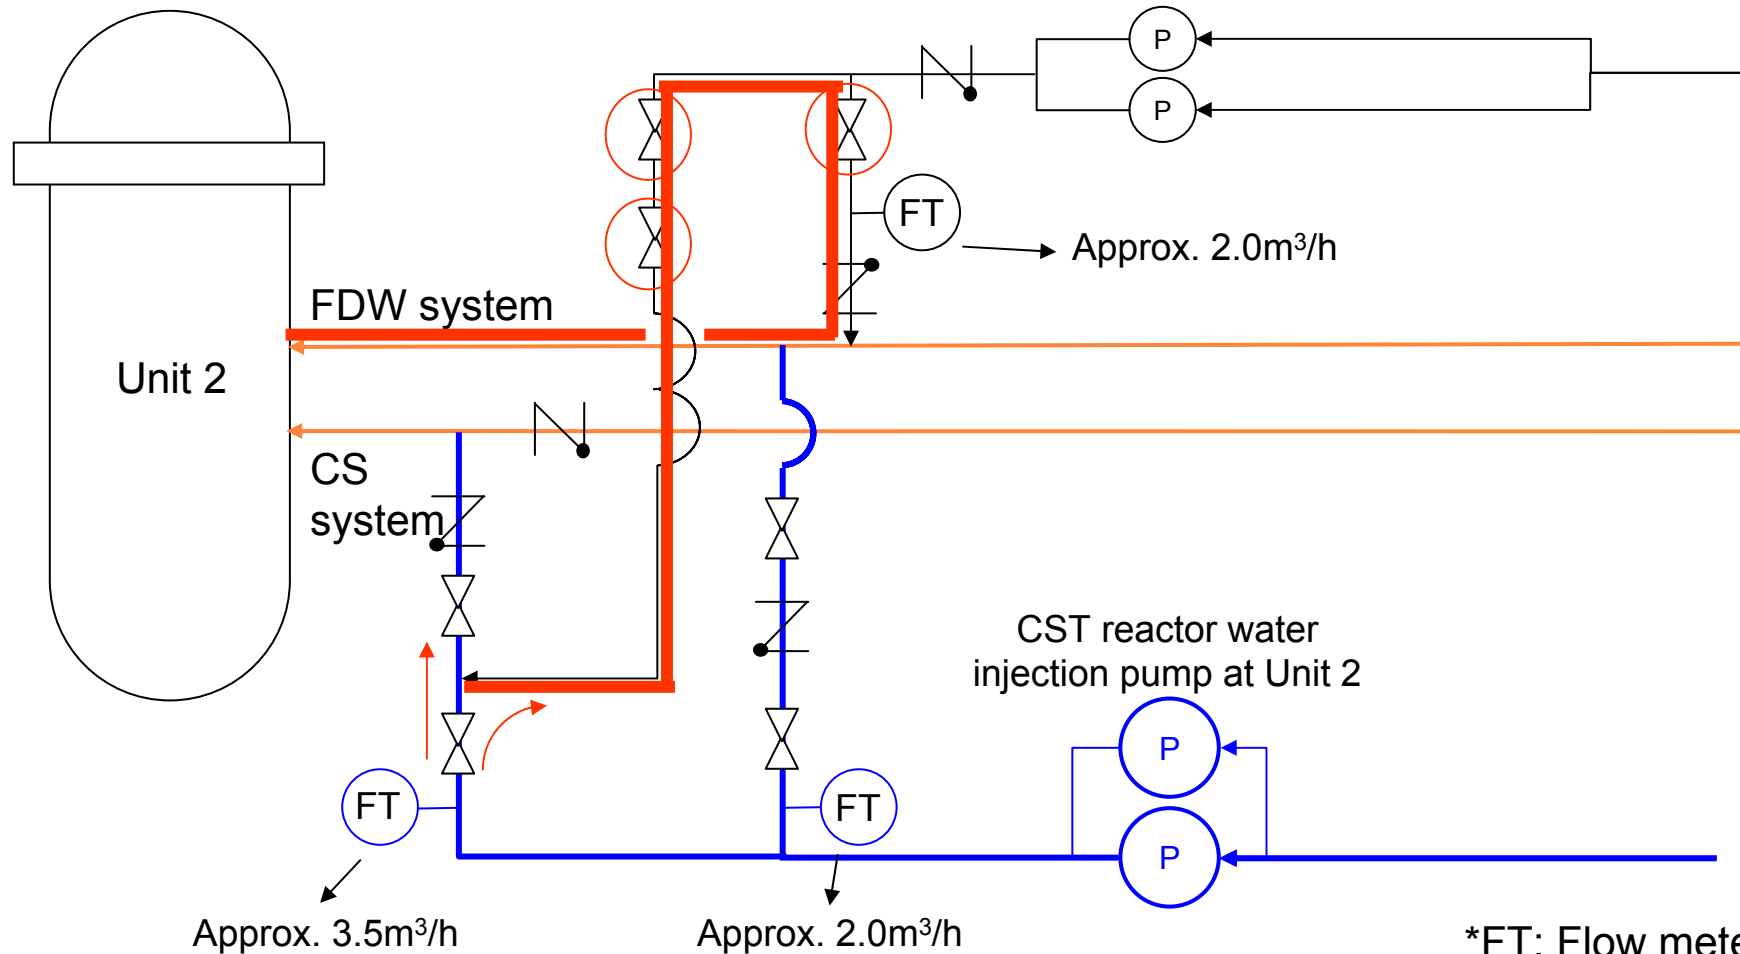 P
P
FT
Approx. 2.0m³/h
FDW system
Unit 2
CS
system
CST reactor water
injection pump at Unit 2
P
FT
FT
P
Approx. 3.5m³/h
Approx. 2.0m³/h
*FT: Flow mete